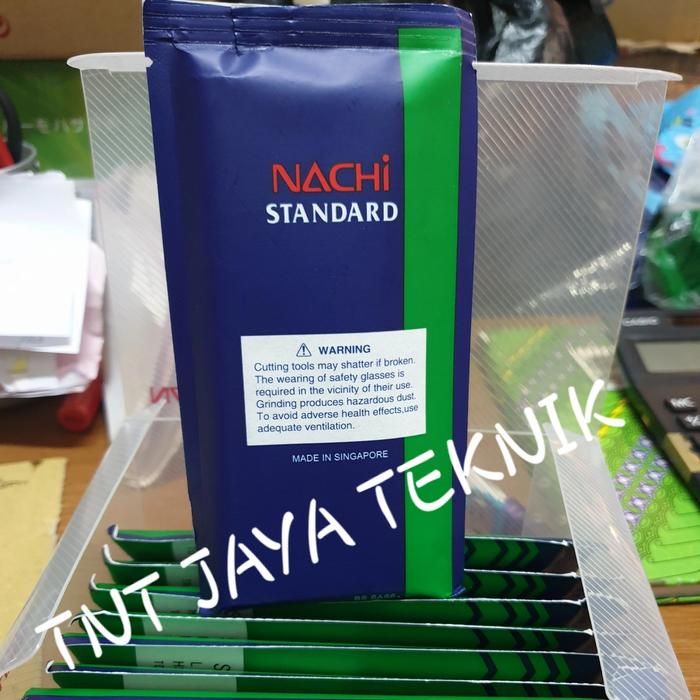 NACHi
STANDARD
WARNING
Cutting tools may shatter if broken.
The wearing of safety glasses is
required in the vicinity of their use.
Grinding produces hazardous dust.
To avoid adverse health effects,use
adequate ventilation.
MADE IN SINGAPORE
TNT JAYA TEKNIK
CASIO
MC